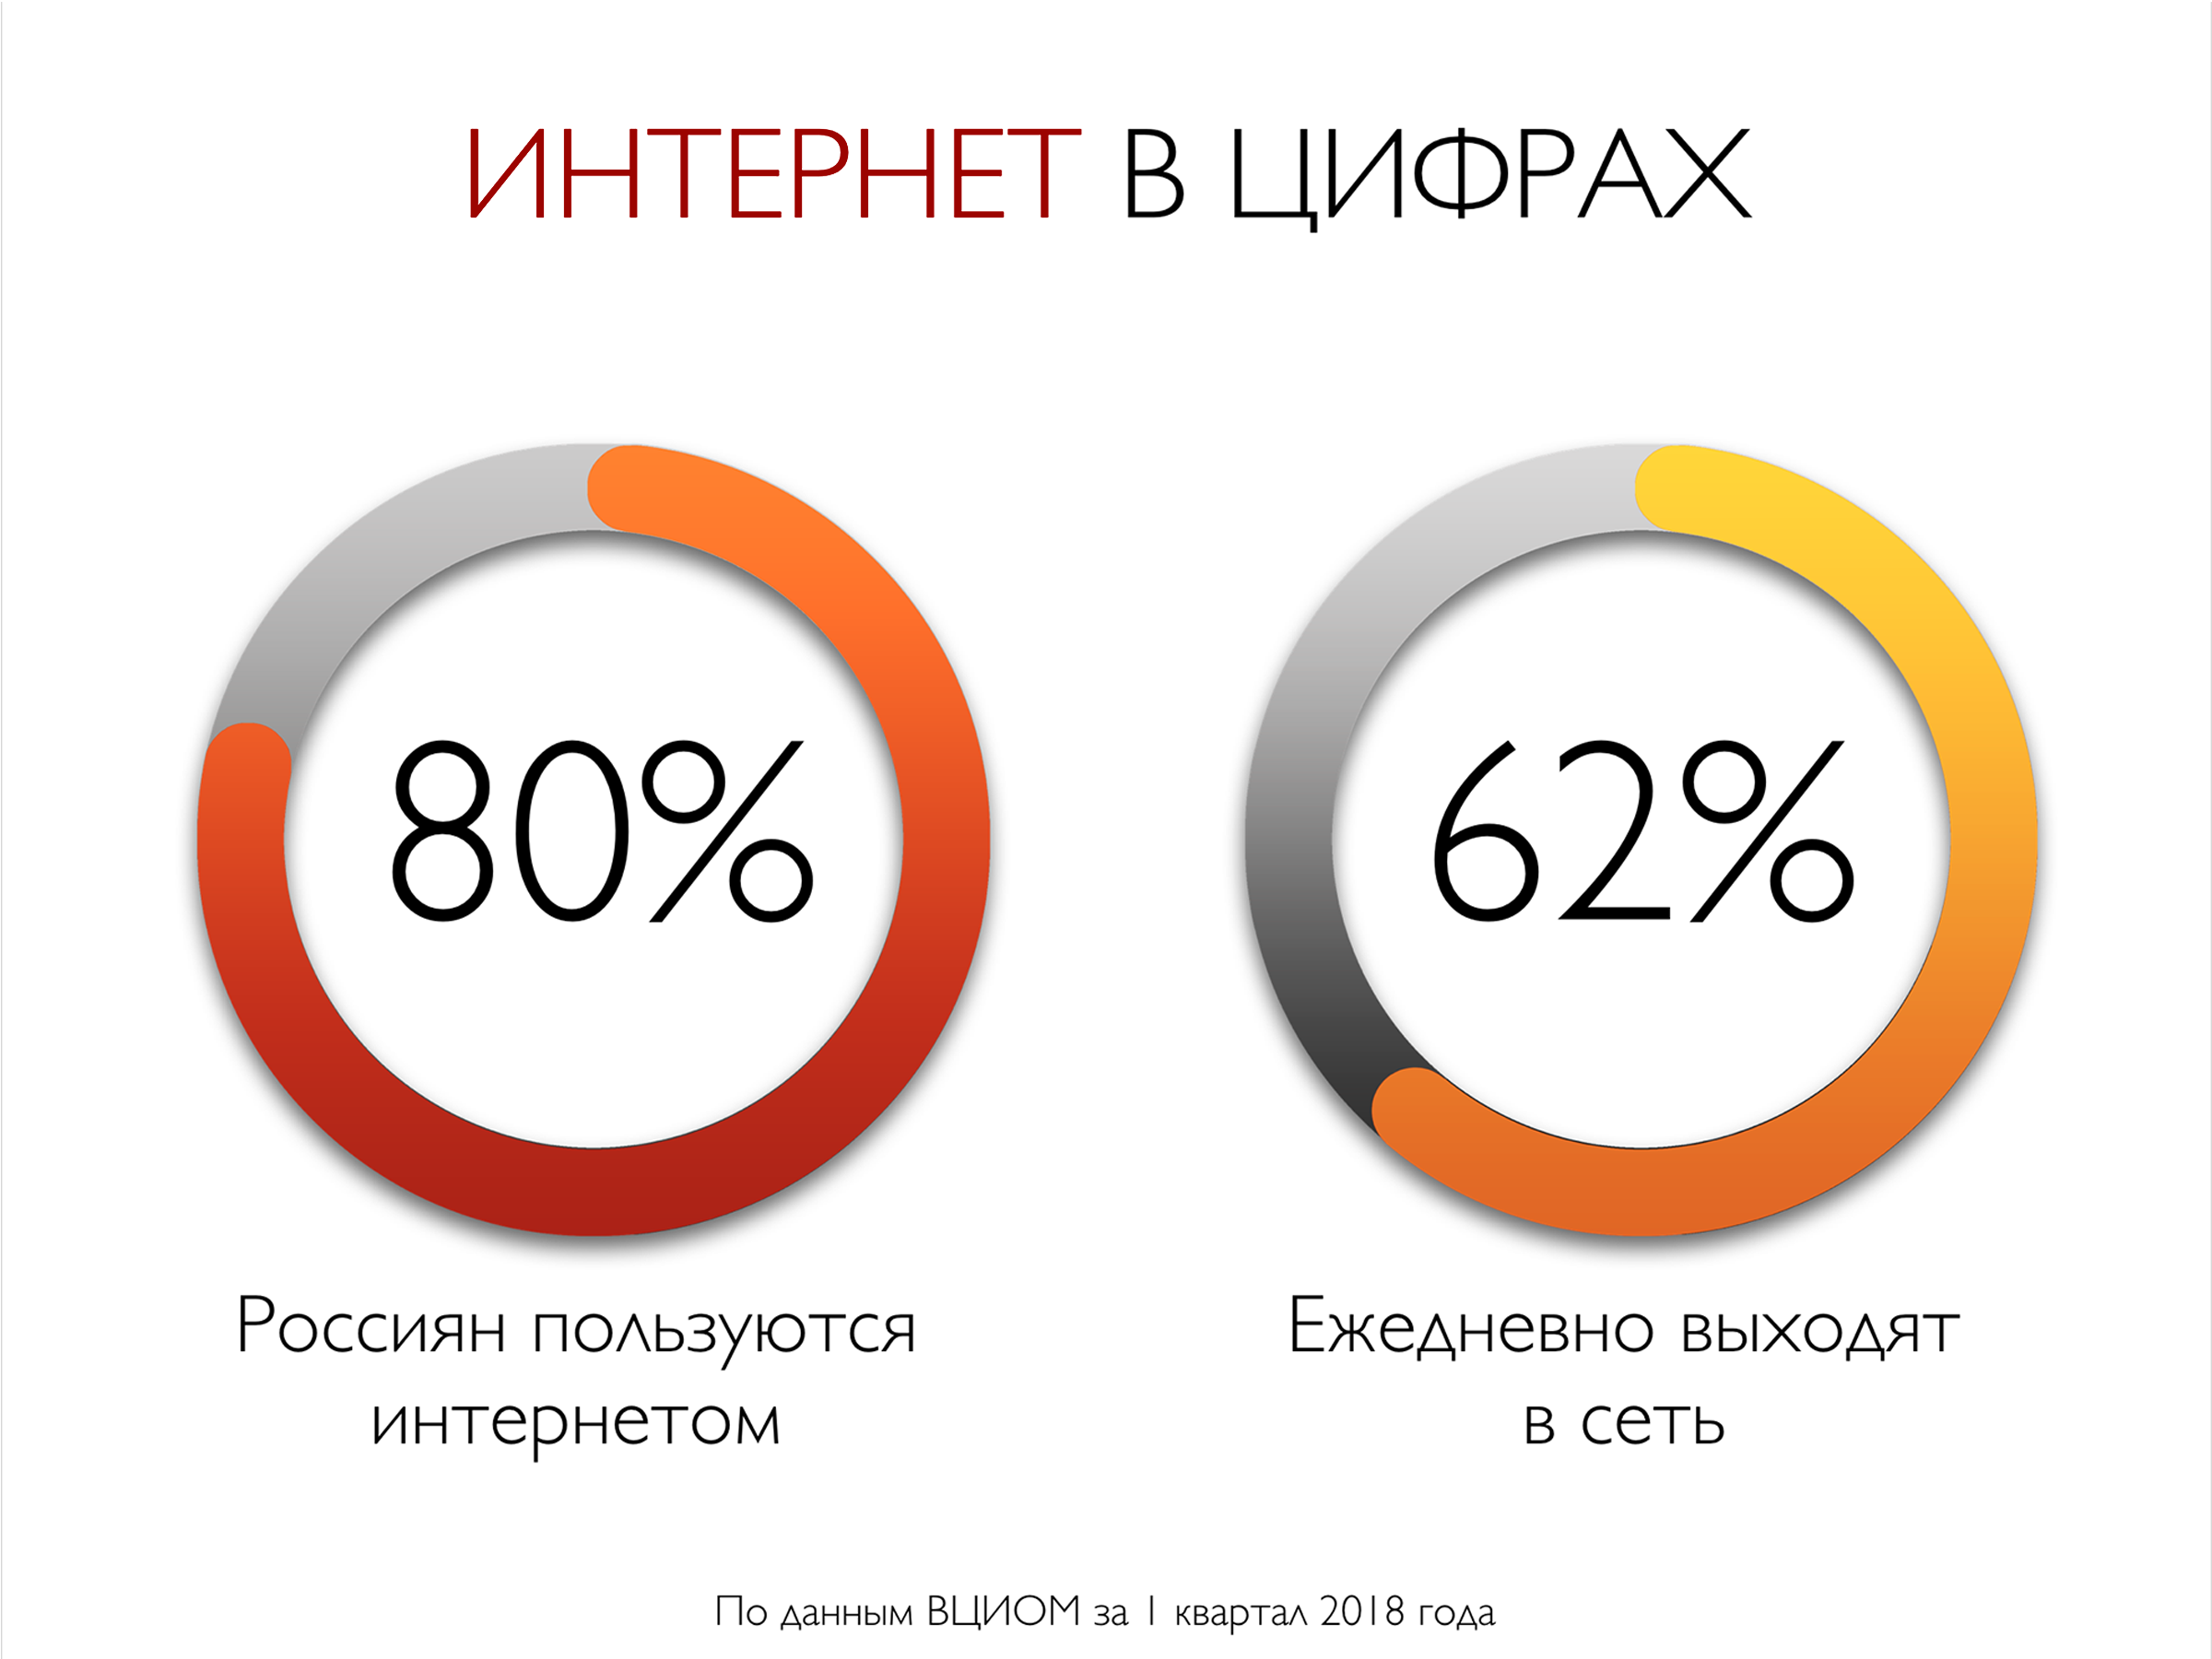 ИНТЕРНЕТ В ЦИФРАХ
80%
62%
Россиян пользуются
интернетом
Ежедневно выходят
в сеть
По данным ВЦИОМ за 1 квартал 2018 года